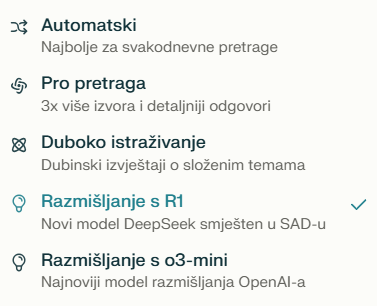 Automatski
Najbolje za svakodnevne pretrage
Pro pretraga
3x više izvora i detaljniji odgovori
Duboko istraživanje
Dubinski izvještaji o složenim temama
Razmišljanje s R1
Novi model DeepSeek smješten u SAD-u
Razmišljanje s o3-mini
Najnoviji model razmišljanja OpenAI-a